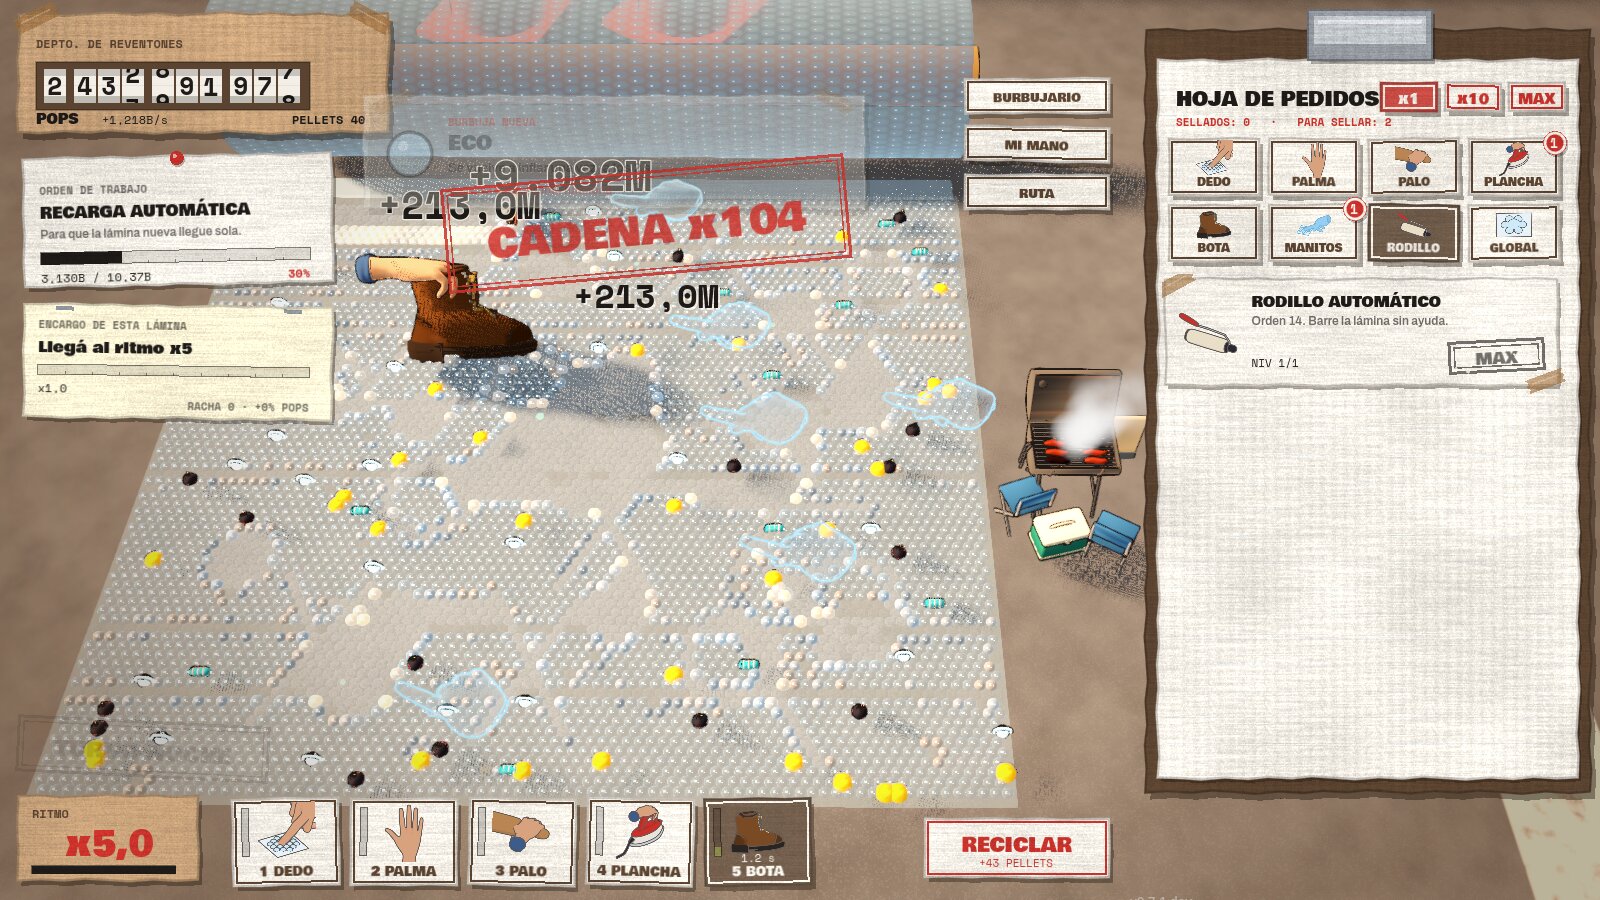 DEPTO. DE REVENTONES
POPS +1,218B/s PELLETS 40
ORDEN DE TRABAJO
RECARGA AUTOMÁTICA
Para que la lámina nueva llegue sola.
3,130B / 10,37B 30%
ENCARGO DE ESTA LÁMINA
Llegá al ritmo x5
x1,0
RACHA 0 · +0% POPS
BURBUJA NUEVA
ECO
+9,082M
+213,0M
CADENA x104
+213,0M
BURBUJARIO
MI MANO
RUTA
HOJA DE PEDIDOS x1 x10 MAX
SELLADOS: 0 · PARA SELLAR: 2
DEDO
PALMA
PALO
PLANCHA
1
BOTA
MANITOS
1
RODILLO
GLOBAL
RODILLO AUTOMÁTICO
Orden 14. Barre la lámina sin ayuda.
NIV 1/1
MAX
RITMO
x5,0
1 DEDO
2 PALMA
3 PALO
4 PLANCHA
1.2 s
5 BOTA
RECICLAR
+43 PELLETS